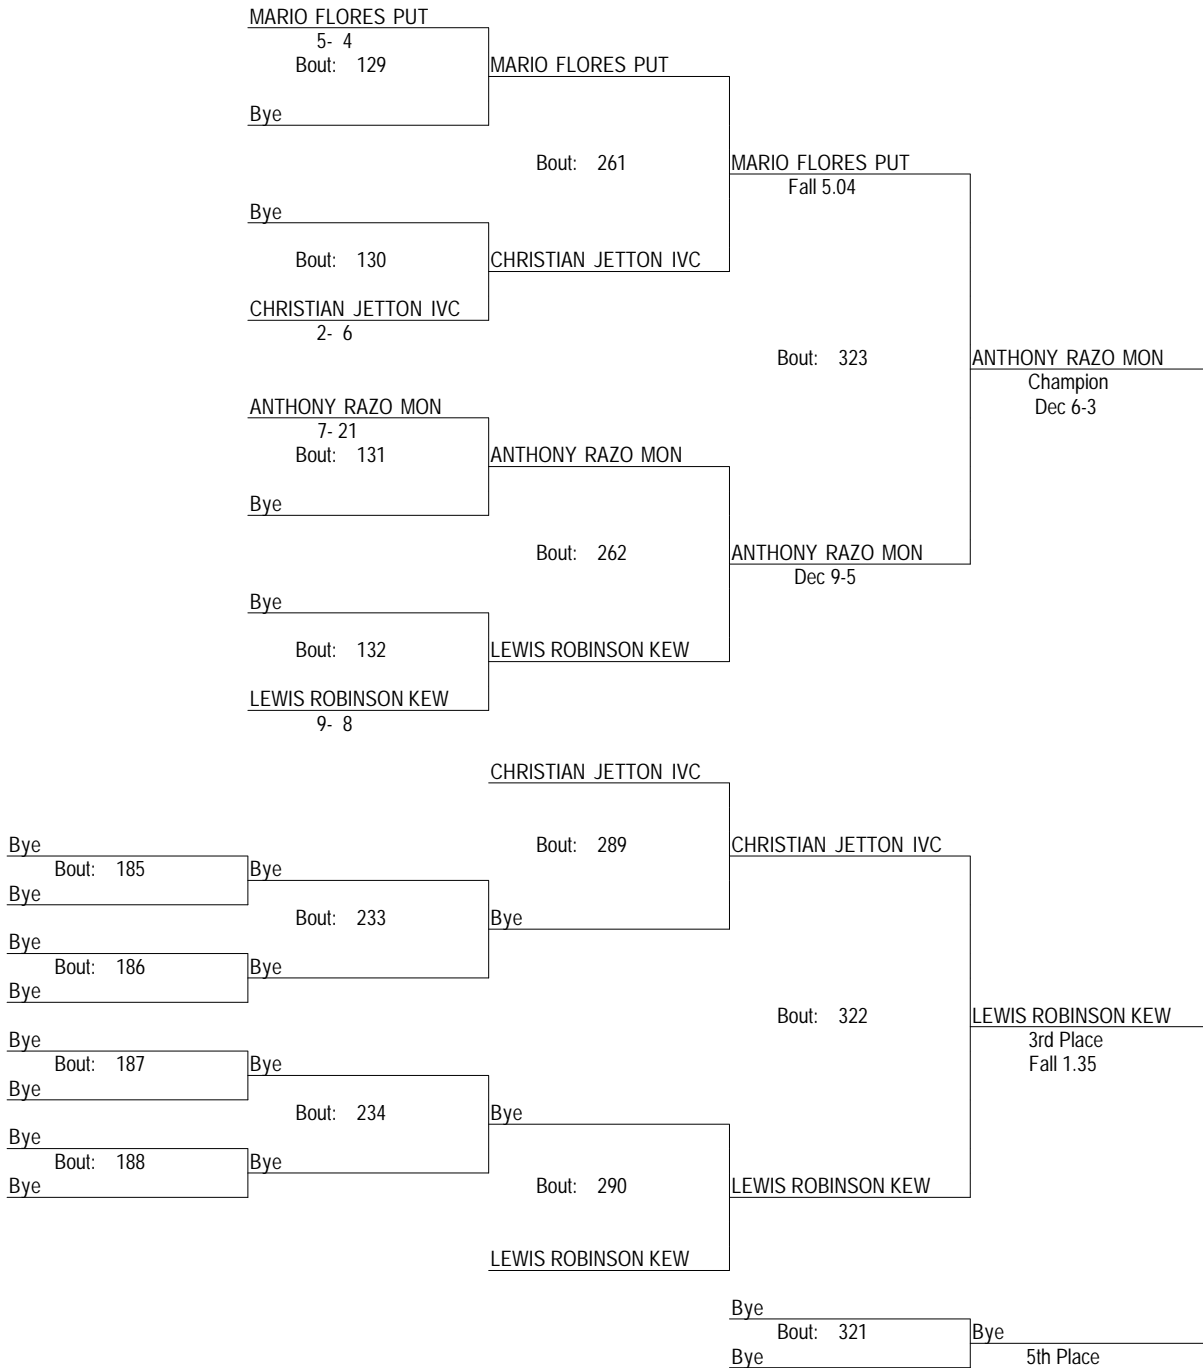 MARIO FLORES PUT
5- 4
Bout: 129
MARIO FLORES PUT
Bye
Bout: 261
MARIO FLORES PUT
Fall 5.04
Bye
Bout: 130
CHRISTIAN JETTON IVC
CHRISTIAN JETTON IVC
2- 6
Bout: 323
ANTHONY RAZO MON
Champion
Dec 6-3
ANTHONY RAZO MON
7- 21
Bout: 131
ANTHONY RAZO MON
Bye
Bout: 262
ANTHONY RAZO MON
Dec 9-5
Bye
Bout: 132
LEWIS ROBINSON KEW
LEWIS ROBINSON KEW
9- 8
CHRISTIAN JETTON IVC
Bout: 289
CHRISTIAN JETTON IVC
Bye
Bout: 185
Bye
Bye
Bout: 233
Bye
Bye
Bout: 186
Bye
Bye
Bout: 322
LEWIS ROBINSON KEW
3rd Place
Fall 1.35
Bye
Bout: 187
Bye
Bye
Bout: 234
Bye
Bye
Bout: 188
Bye
Bye
Bout: 290
LEWIS ROBINSON KEW
LEWIS ROBINSON KEW
Bye
Bout: 321
Bye
Bye
5th Place